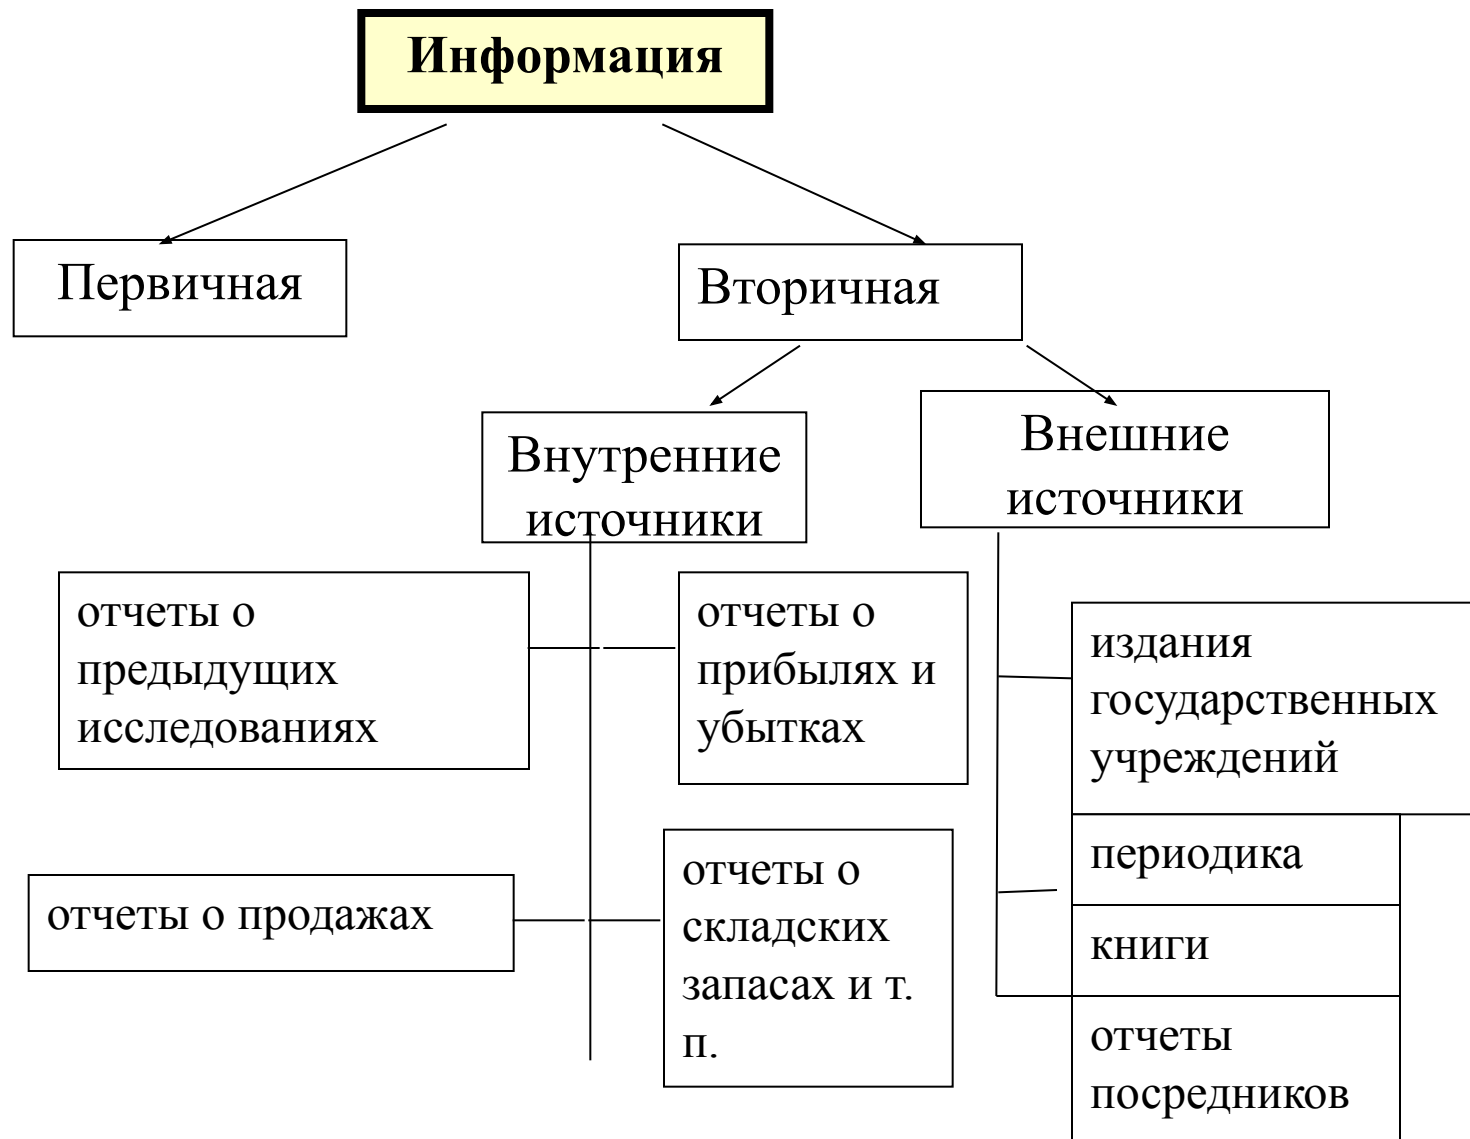 Информация
Первичная
Вторичная
Внутренние
источники
Внешние
источники
отчеты о
предыдущих
исследованиях
отчеты о
прибылях и
убытках
издания
государственных
учреждений
периодика
отчеты о продажах
отчеты о
складских
запасах и т.
п.
книги
отчеты
посредников